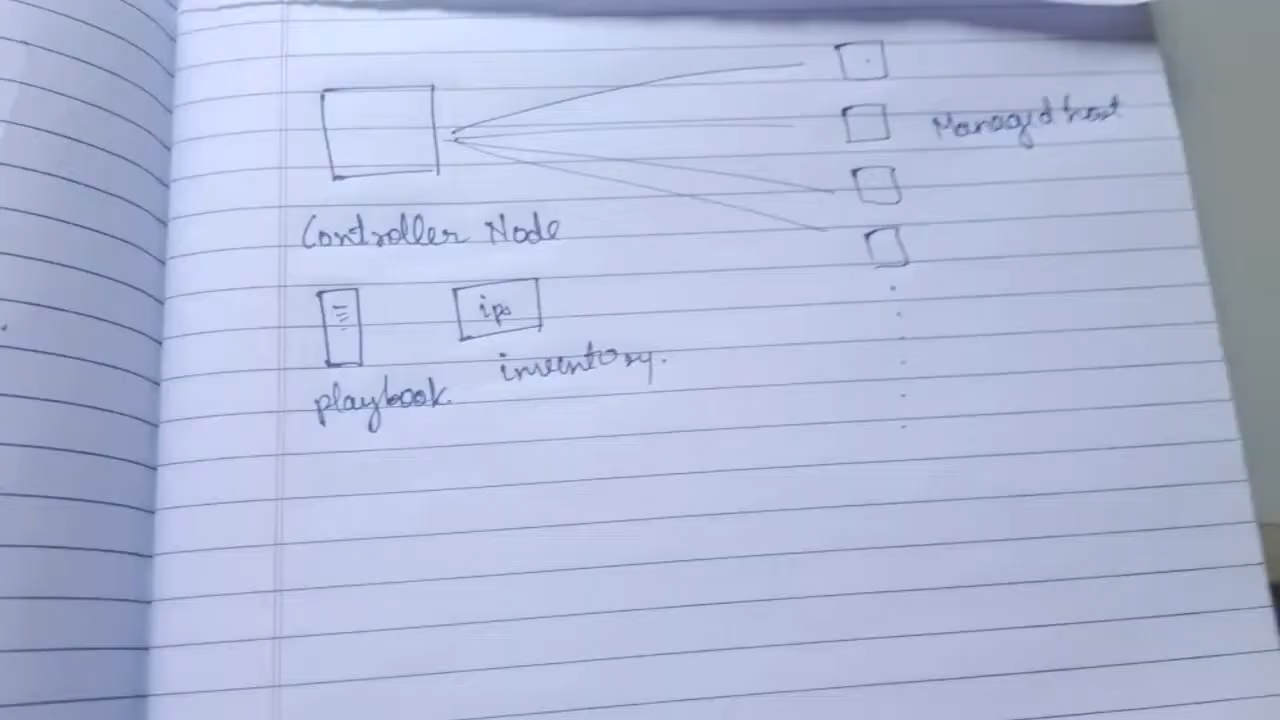 Managed host
Controller Node
ips
inventory.
playbook.